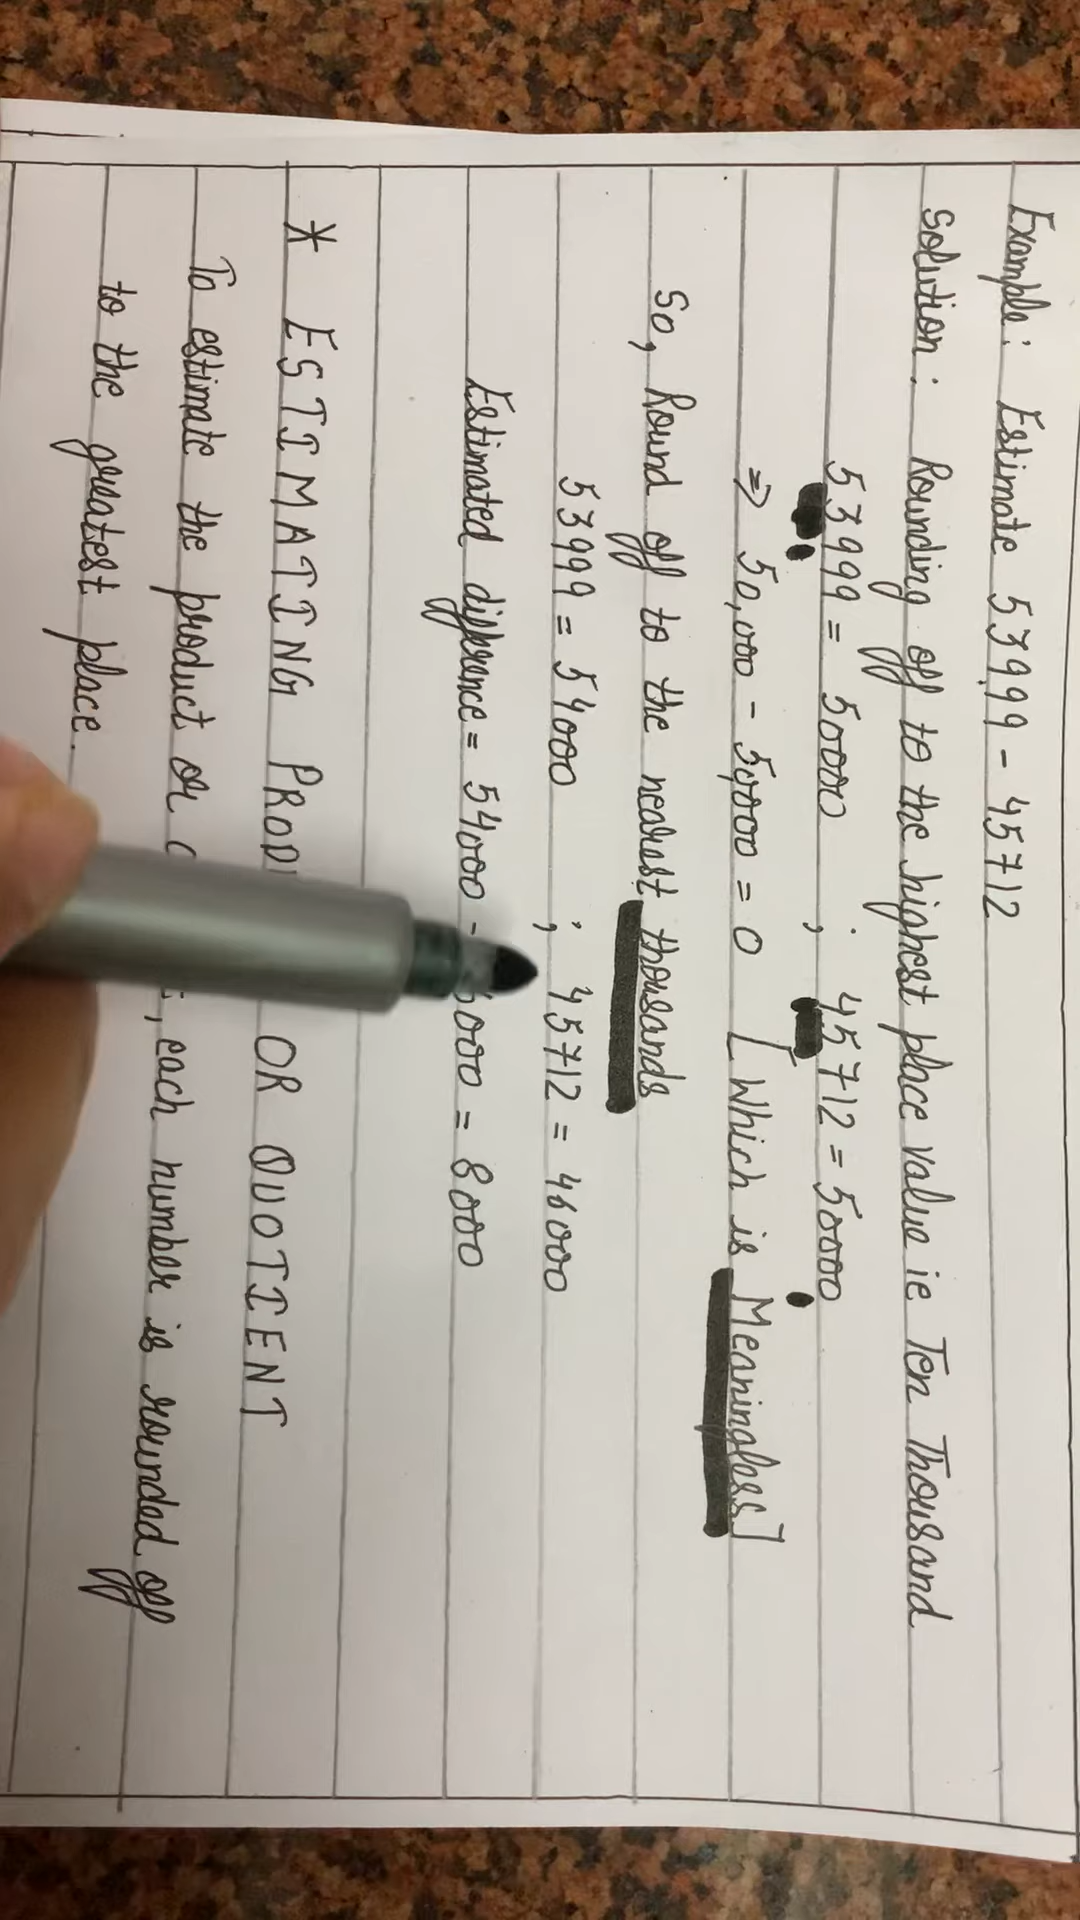 Example: Estimate 53999 - 45712
Solution: Rounding off to the highest place value ie Ten Thousand
53999 = 50000 ; 45712 = 50000
⇒ 50,000 - 50,000 = 0 [Which is Meaningless]
So, Round off to the nearest thousands
53999 = 54000 ; 45712 = 46000
Estimated difference = 54000 - 000 = 8000
* ESTIMATING OR QUOTIENT
To estimate the product or , each number is rounded off
to the greatest place.